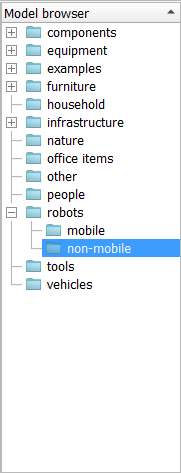 Model browser
components
equipment
examples
furniture
household
infrastructure
nature
office items
other
people
robots
mobile
non-mobile
tools
vehicles